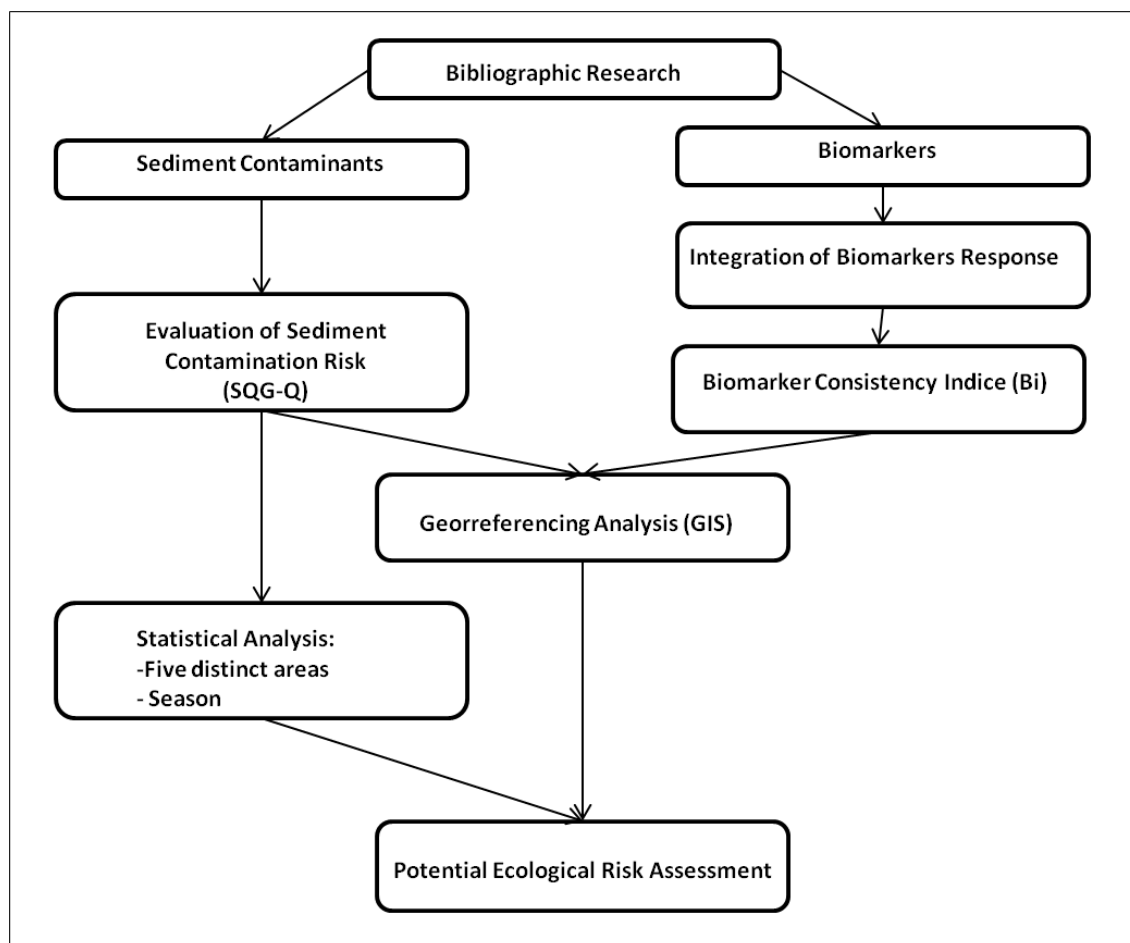 Bibliographic Research
Sediment Contaminants
Biomarkers
Integration of Biomarkers Response
Evaluation of Sediment
Contamination Risk
(SQG-Q)
Biomarker Consistency Indice (Bi)
Georreferencing Analysis (GIS)
Statistical Analysis:
-Five distinct areas
- Season
Potential Ecological Risk Assessment